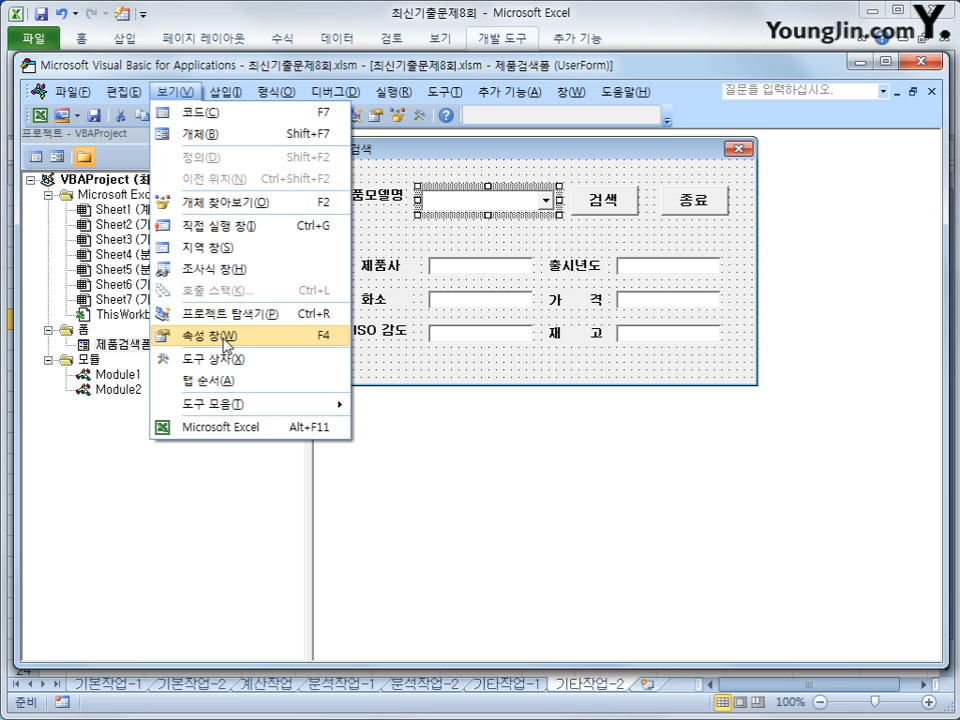 최신기출문제8회 - Microsoft Excel
파일 홈 삽입 페이지 레이아웃 수식 데이터 검토 보기 개발 도구 추가 기능
Younglin.com Y.
Microsoft Visual Basic for Applications - 최신기출문제8회.xlsm - [최신기출문제8회.xlsm - 제품검색폼 (UserForm)]
파일(F) 편집(E) 보기(V) 삽입(I) 형식(O) 디버그(D) 실행(R) 도구(T) 추가 기능(A) 창(W) 도움말(H) 질문을 입력하십시오.
프로젝트 - VBAProject
코드(C) F7
개체(B) Shift+F7
정의(D) Shift+F2
이전 위치(N) Ctrl+Shift+F2
개체 찾아보기(O) F2
직접 실행 창(I) Ctrl+G
지역 창(S)
조사식 창(H)
호출 스택(K)... Ctrl+L
프로젝트 탐색기(P) Ctrl+R
속성 창(W) F4
도구 상자(X)
탭 순서(A)
도구 모음(T)
Microsoft Excel Alt+F11
VBAProject (최
Microsoft Exc
Sheet1 (계
Sheet2 (기
Sheet3 (기
Sheet4 (분
Sheet5 (분
Sheet6 (기
Sheet7 (기
ThisWorkb
폼
제품검색폼
모듈
Module1
Module2
검색
품모델명 검색 종료
제품사 출시년도
화소 가 격
ISO 감도 재 고
24
기본작업-1 기본작업-2 계산작업 분석작업-1 분석작업-2 기타작업-1 기타작업-2
준비 100%